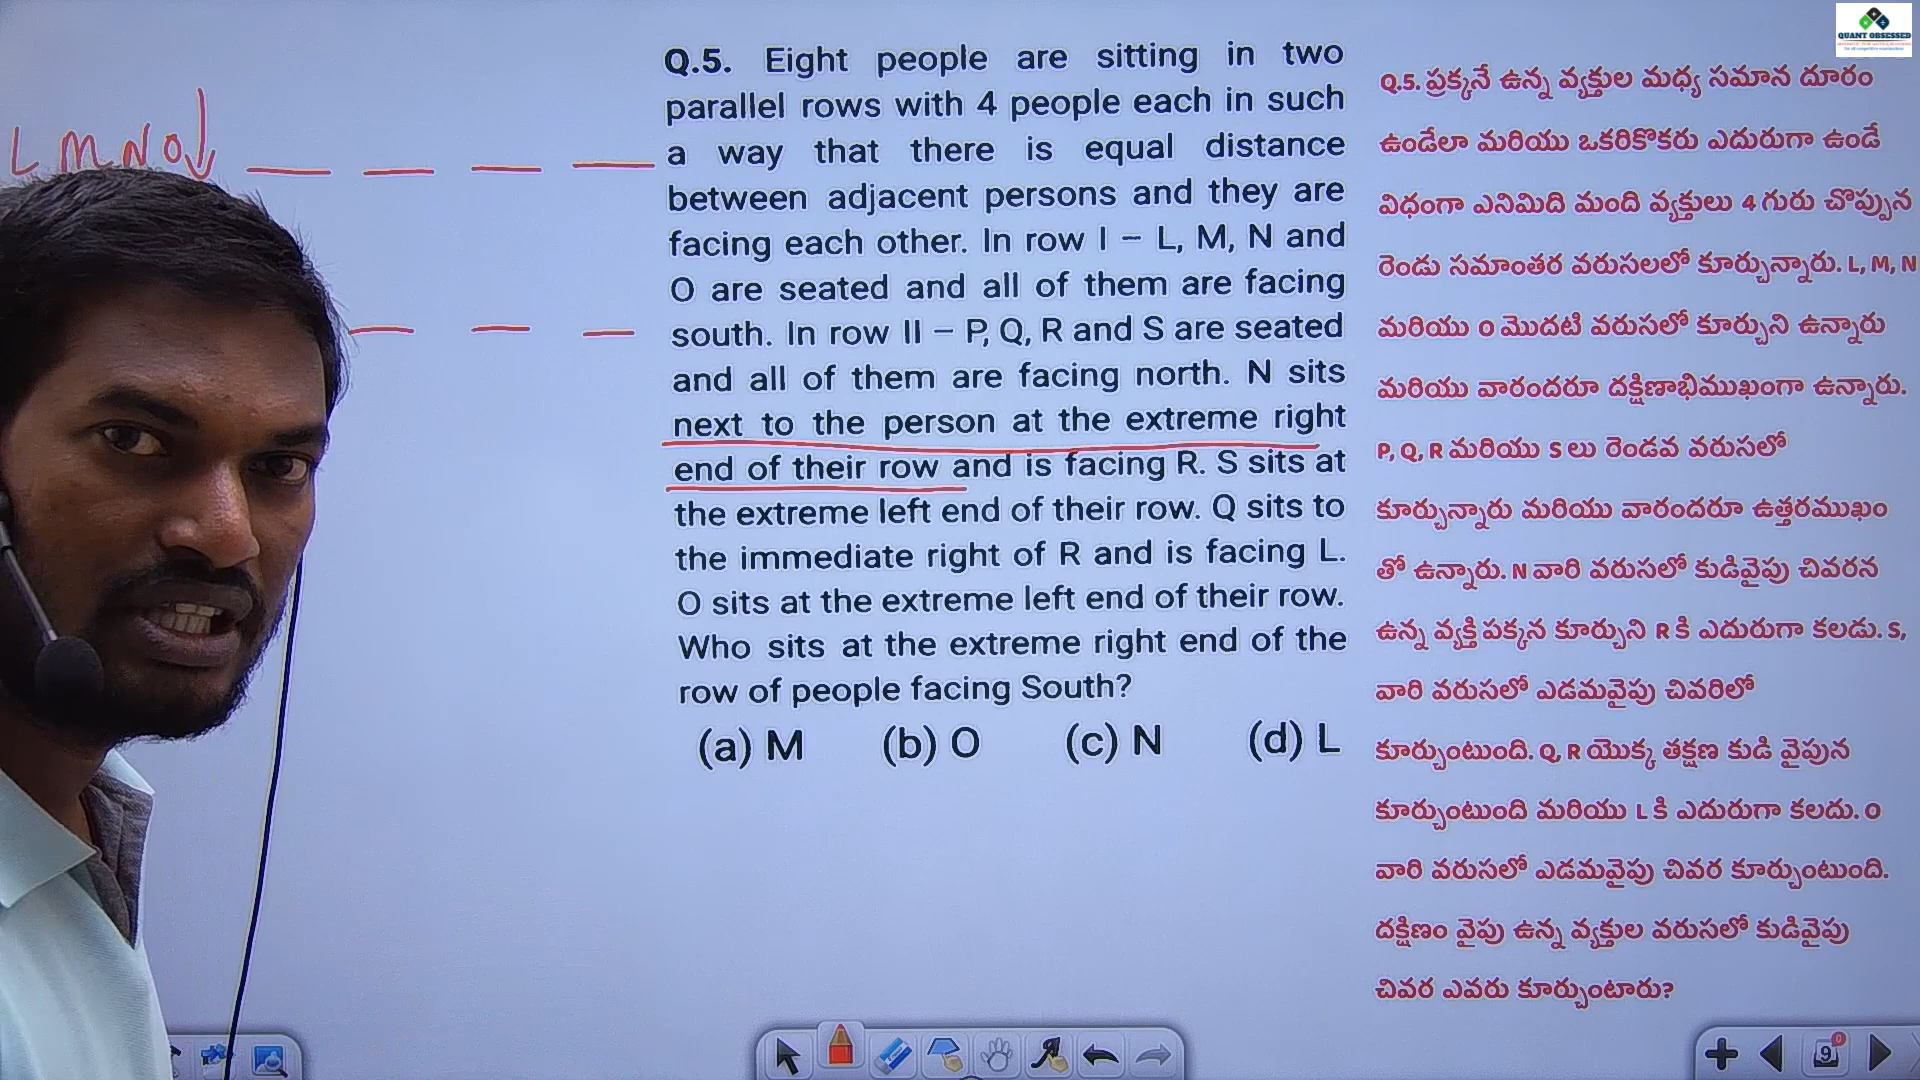 QUANT OBSESSED
L M N O
Q.5. Eight people are sitting in two
parallel rows with 4 people each in such
a way that there is equal distance
between adjacent persons and they are
facing each other. In row I – L, M, N and
O are seated and all of them are facing
south. In row II – P, Q, R and S are seated
and all of them are facing north. N sits
next to the person at the extreme right
end of their row and is facing R. S sits at
the extreme left end of their row. Q sits to
the immediate right of R and is facing L.
O sits at the extreme left end of their row.
Who sits at the extreme right end of the
row of people facing South?
(a) M (b) O (c) N (d) L
Q.5. ప్రక్కనే ఉన్న వ్యక్తుల మధ్య సమాన దూరం
ఉండేలా మరియు ఒకరికొకరు ఎదురుగా ఉండే
విధంగా ఎనిమిది మంది వ్యక్తులు 4 గురు చొప్పున
రెండు సమాంతర వరుసలలో కూర్చున్నారు. L, M, N
మరియు O మొదటి వరుసలో కూర్చుని ఉన్నారు
మరియు వారందరూ దక్షిణాభిముఖంగా ఉన్నారు.
P, Q, R మరియు S లు రెండవ వరుసలో
కూర్చున్నారు మరియు వారందరూ ఉత్తరముఖం
తో ఉన్నారు. N వారి వరుసలో కుడివైపు చివరన
ఉన్న వ్యక్తి పక్కన కూర్చుని R కి ఎదురుగా కలడు. S,
వారి వరుసలో ఎడమవైపు చివరిలో
కూర్చుంటుంది. Q, R యొక్క తక్షణ కుడి వైపున
కూర్చుంటుంది మరియు L కి ఎదురుగా కలదు. O
వారి వరుసలో ఎడమవైపు చివర కూర్చుంటుంది.
దక్షిణం వైపు ఉన్న వ్యక్తుల వరుసలో కుడివైపు
చివర ఎవరు కూర్చుంటారు?
9
0